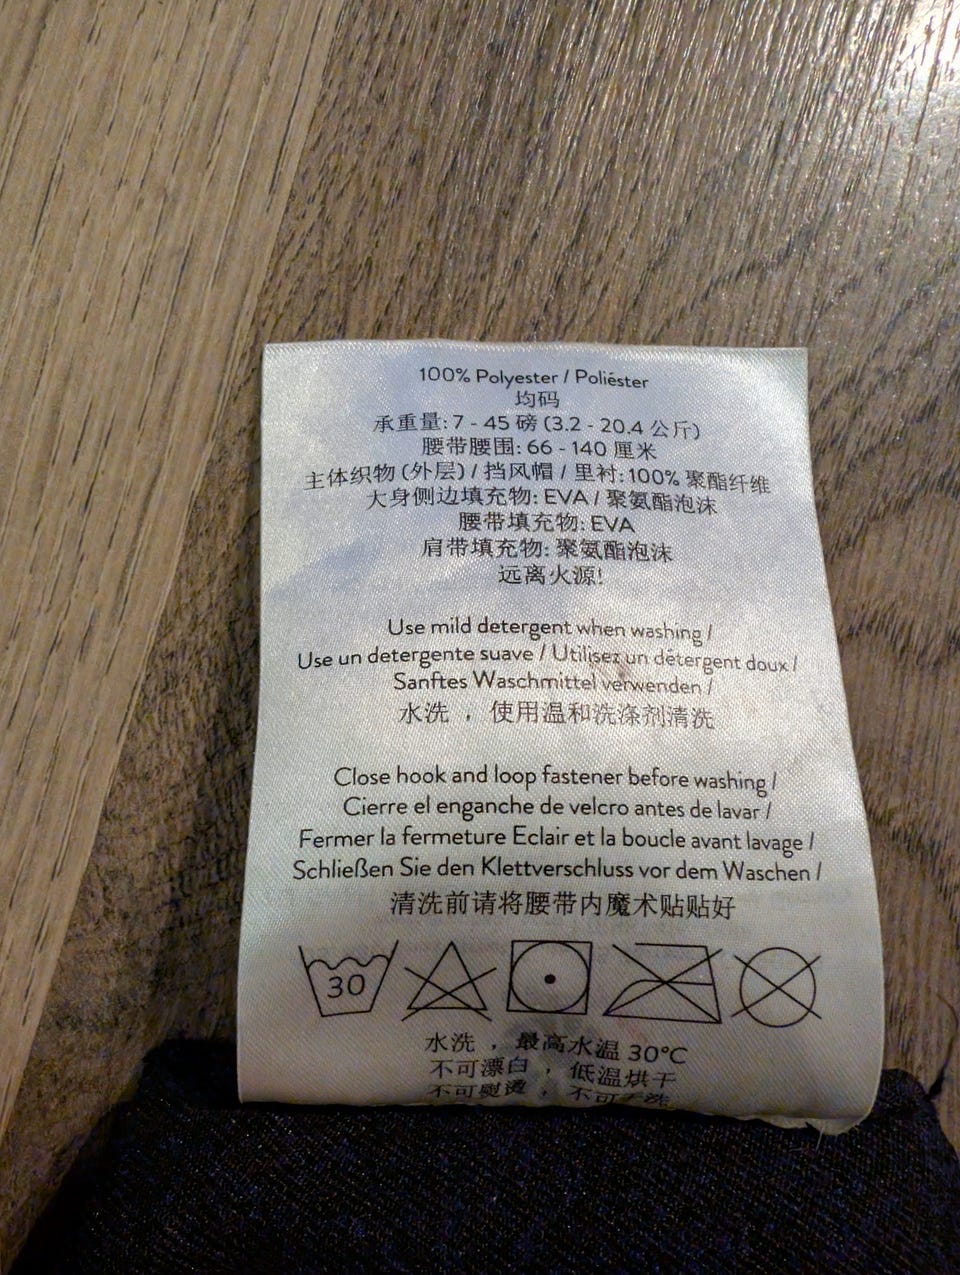 100% Polyester / Poliéster
均码
承重量: 7 - 45 磅 (3.2 - 20.4 公斤)
腰带腰围: 66 - 140 厘米
主体织物 (外层) / 挡风帽 / 里衬: 100% 聚酯纤维
大身侧边填充物: EVA / 聚氨酯泡沫
腰带填充物: EVA
肩带填充物: 聚氨酯泡沫
远离火源!
Use mild detergent when washing /
Use un detergente suave / Utilisez un détergent doux /
Sanftes Waschmittel verwenden /
水洗 ，使用温和洗涤剂清洗
Close hook and loop fastener before washing /
Cierre el enganche de velcro antes de lavar /
Fermer la fermeture Eclair et la boucle avant lavage /
Schließen Sie den Klettverschluss vor dem Waschen /
清洗前请将腰带内魔术贴贴好
30
水洗 ，最高水温 30°C
不可漂白 ，低温烘干
不可熨烫 ，不可干洗